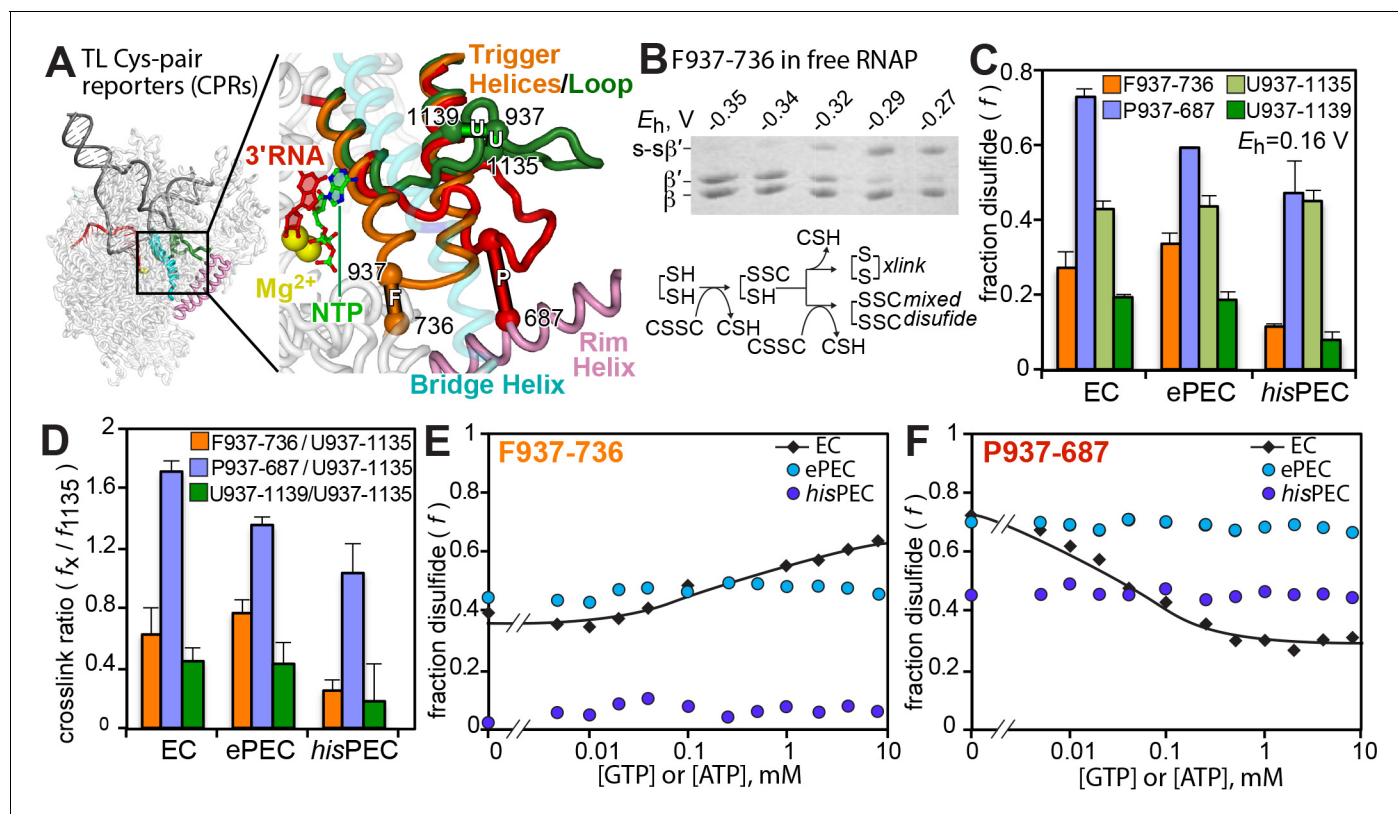 A TL Cys-pair
reporters (CPRs)
Trigger
Helices/Loop
1139
937
U
U
1135
3'RNA
Mg2+
NTP
937
F
736
P
687
Rim
Helix
Bridge Helix
B F937-736 in free RNAP
Eh, V -0.35 -0.34 -0.32 -0.29 -0.27
s-sβ′
β′
β
SH
SH
CSSC
CSH
SSC
SH
CSH
S
S
xlink
SSC
SSC
mixed
disufide
CSSC
CSH
C
F937-736
U937-1135
P937-687
U937-1139
Eh=0.16 V
fraction disulfide ( f )
0.8
0.6
0.4
0.2
0
EC ePEC hisPEC
D
F937-736 / U937-1135
P937-687 / U937-1135
U937-1139/U937-1135
crosslink ratio ( fx / f1135 )
2
1.6
1.2
0.8
0.4
0
EC ePEC hisPEC
E F937-736
EC
ePEC
hisPEC
fraction disulfide ( f )
1
0.8
0.6
0.4
0.2
0
0 0.01 0.1 1 10
[GTP] or [ATP], mM
F P937-687
EC
ePEC
hisPEC
fraction disulfide ( f )
1
0.8
0.6
0.4
0.2
0
0 0.01 0.1 1 10
[GTP] or [ATP], mM